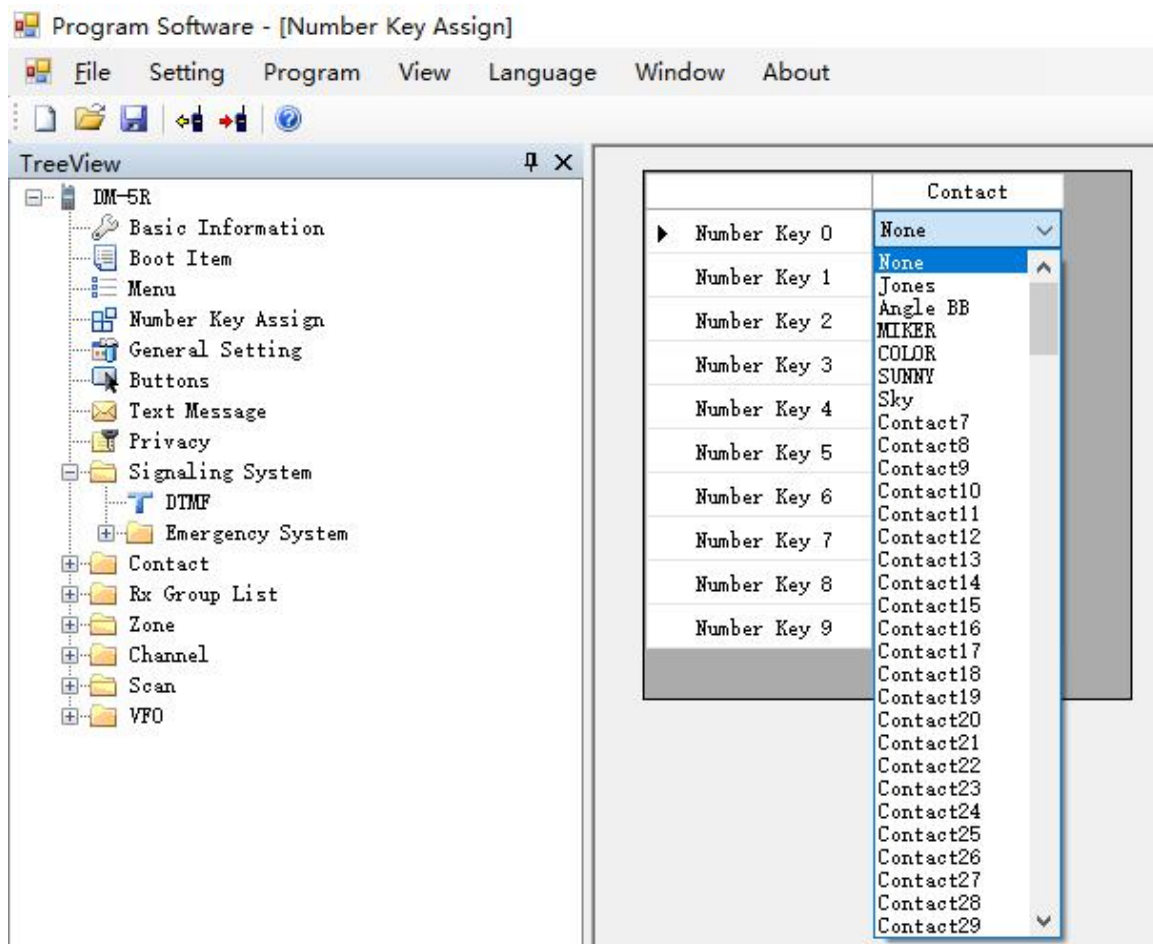 Program Software - [Number Key Assign]
File Setting Program View Language Window About
TreeView
DM-5R
Basic Information
Boot Item
Menu
Number Key Assign
General Setting
Buttons
Text Message
Privacy
Signaling System
DTMF
Emergency System
Contact
Rx Group List
Zone
Channel
Scan
VFO
Contact
Number Key 0 None
Number Key 1
Number Key 2
Number Key 3
Number Key 4
Number Key 5
Number Key 6
Number Key 7
Number Key 8
Number Key 9
None
Jones
Angle BB
MIKER
COLOR
SUNNY
Sky
Contact7
Contact8
Contact9
Contact10
Contact11
Contact12
Contact13
Contact14
Contact15
Contact16
Contact17
Contact18
Contact19
Contact20
Contact21
Contact22
Contact23
Contact24
Contact25
Contact26
Contact27
Contact28
Contact29